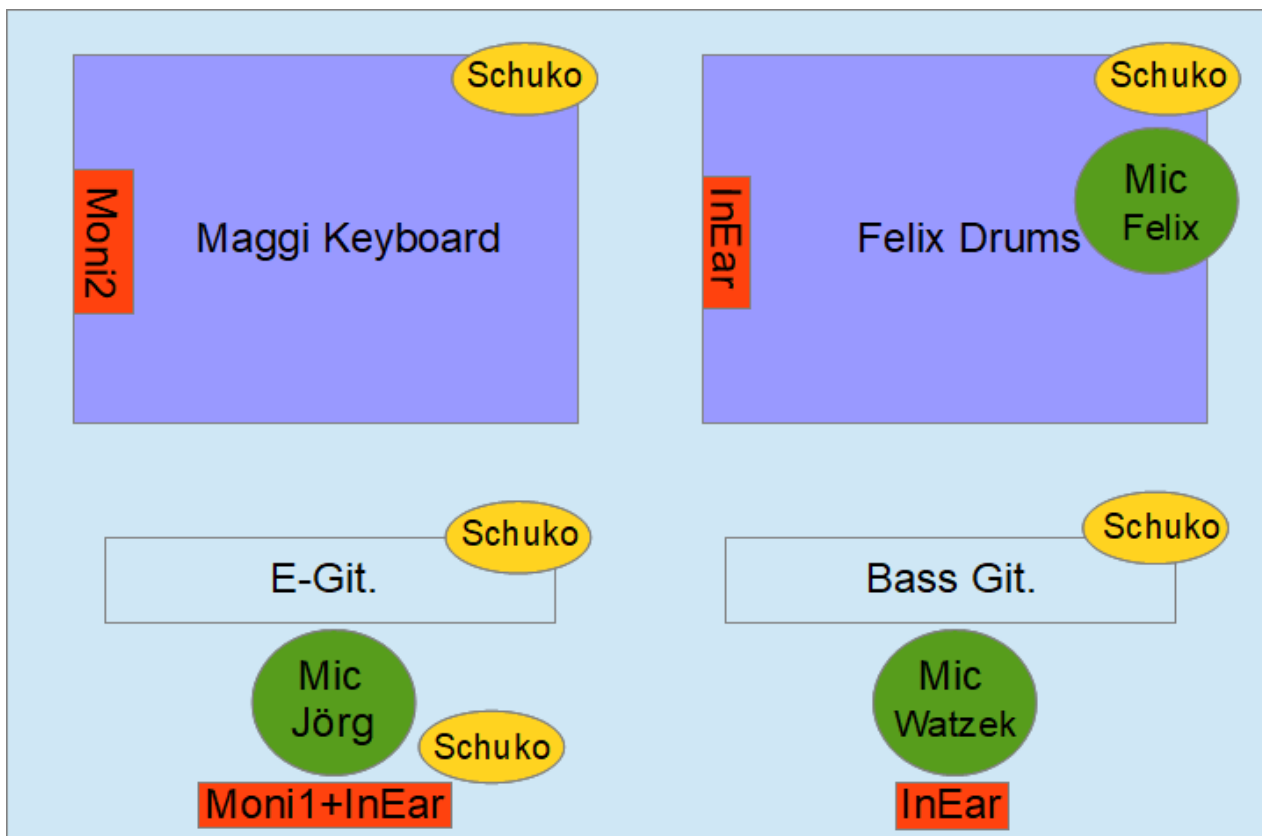 Schuko
Moni2
Maggi Keyboard
Schuko
Mic
Felix
InEar
Felix Drums
Schuko
E-Git.
Mic
Jörg
Schuko
Moni1+InEar
Schuko
Bass Git.
Mic
Watzek
InEar